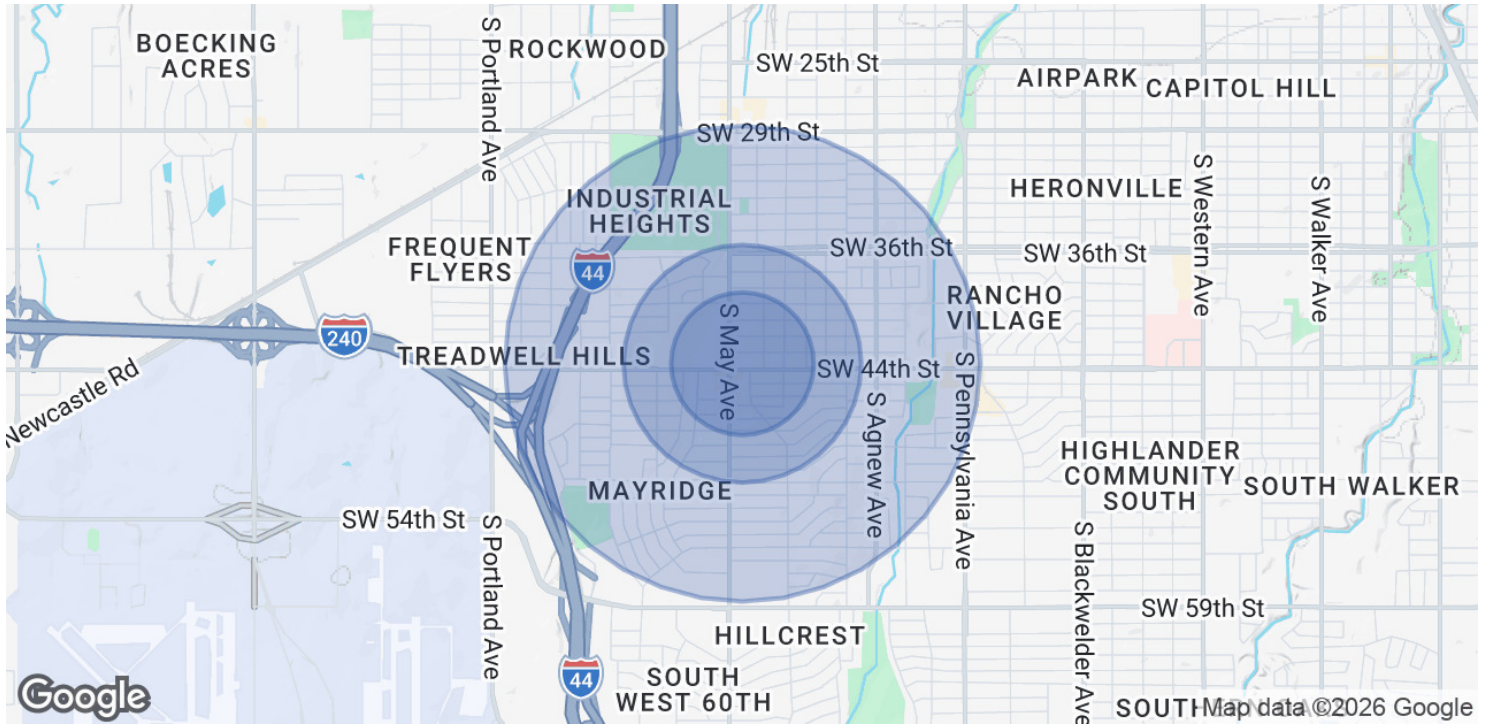 BOECKING
ACRES
S Portland Ave
ROCKWOOD
SW 25th St
AIRPARK
CAPITOL HILL
SW 29th St
INDUSTRIAL
HEIGHTS
HERONVILLE
S Western Ave
S Walker Ave
FREQUENT
FLYERS
44
SW 36th St
SW 36th St
RANCHO
VILLAGE
240
S May Ave
TREADWELL HILLS
SW 44th St
Newcastle Rd
S Agnew Ave
S Pennsylvania Ave
HIGHLANDER
COMMUNITY
SOUTH
SOUTH WALKER
MAYRIDGE
SW 54th St
S Portland Ave
S Blackwelder Ave
SW 59th St
HILLCREST
44
SOUTH
WEST 60TH
Google
SOUTH
Map data ©2026 Google